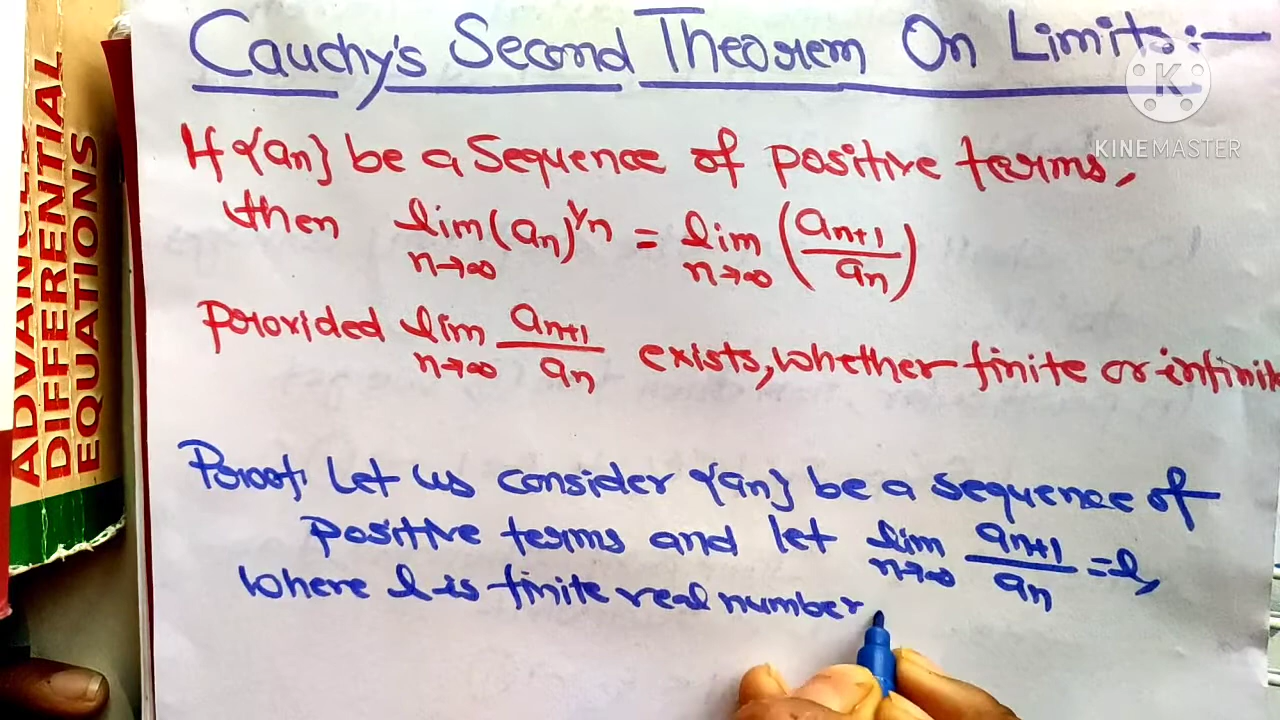 Cauchy's Second Theorem On Limits:-
K
KINEMASTER
If {an} be a Sequence of positive terms,
then lim n→∞ (an)^1/n = lim n→∞ (an+1/an)
Provided lim n→∞ an+1/an exists, whether finite or infinit
Proof: Let us consider {an} be a sequence of
positive terms and let lim n→∞ an+1/an = l,
where l is finite real number
ADVANCED
DIFFERENTIAL
EQUATIONS